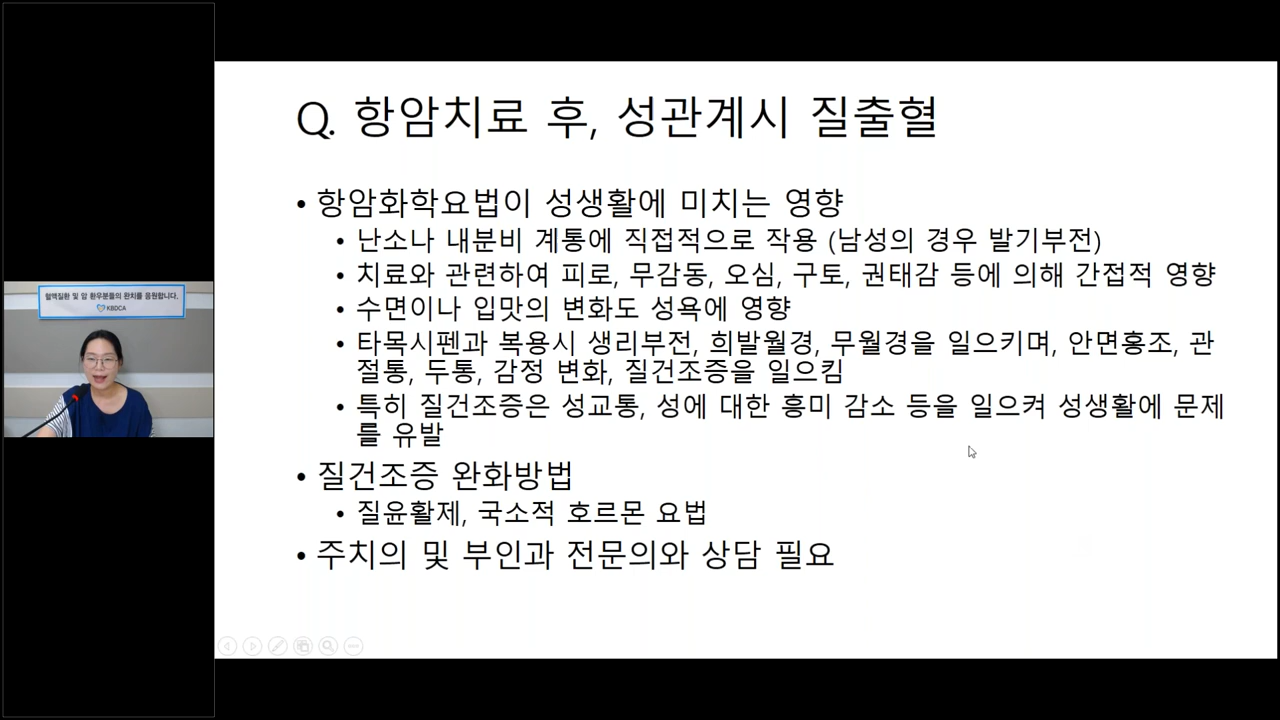 Q. 항암치료 후, 성관계시 질출혈
• 항암화학요법이 성생활에 미치는 영향
• 난소나 내분비 계통에 직접적으로 작용 (남성의 경우 발기부전)
• 치료와 관련하여 피로, 무감동, 오심, 구토, 권태감 등에 의해 간접적 영향
• 수면이나 입맛의 변화도 성욕에 영향
• 타목시펜과 복용시 생리부전, 희발월경, 무월경을 일으키며, 안면홍조, 관
절통, 두통, 감정 변화, 질건조증을 일으킴
• 특히 질건조증은 성교통, 성에 대한 흥미 감소 등을 일으켜 성생활에 문제
를 유발
• 질건조증 완화방법
• 질윤활제, 국소적 호르몬 요법
• 주치의 및 부인과 전문의와 상담 필요
혈액질환 및 암 환우분들의 완치를 응원합니다.
KBDCA